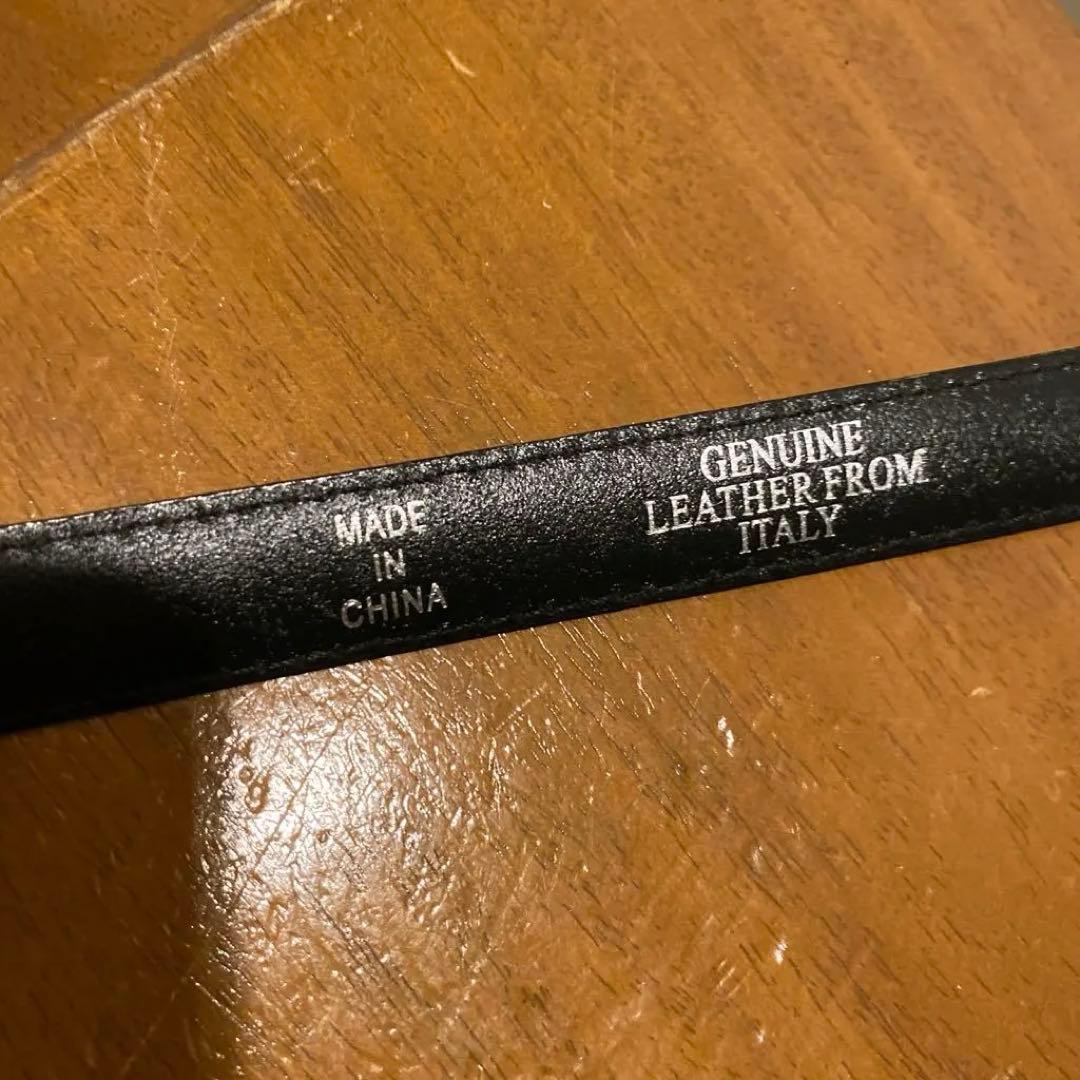 MADE
IN
CHINA
GENUINE
LEATHER FROM
ITALY